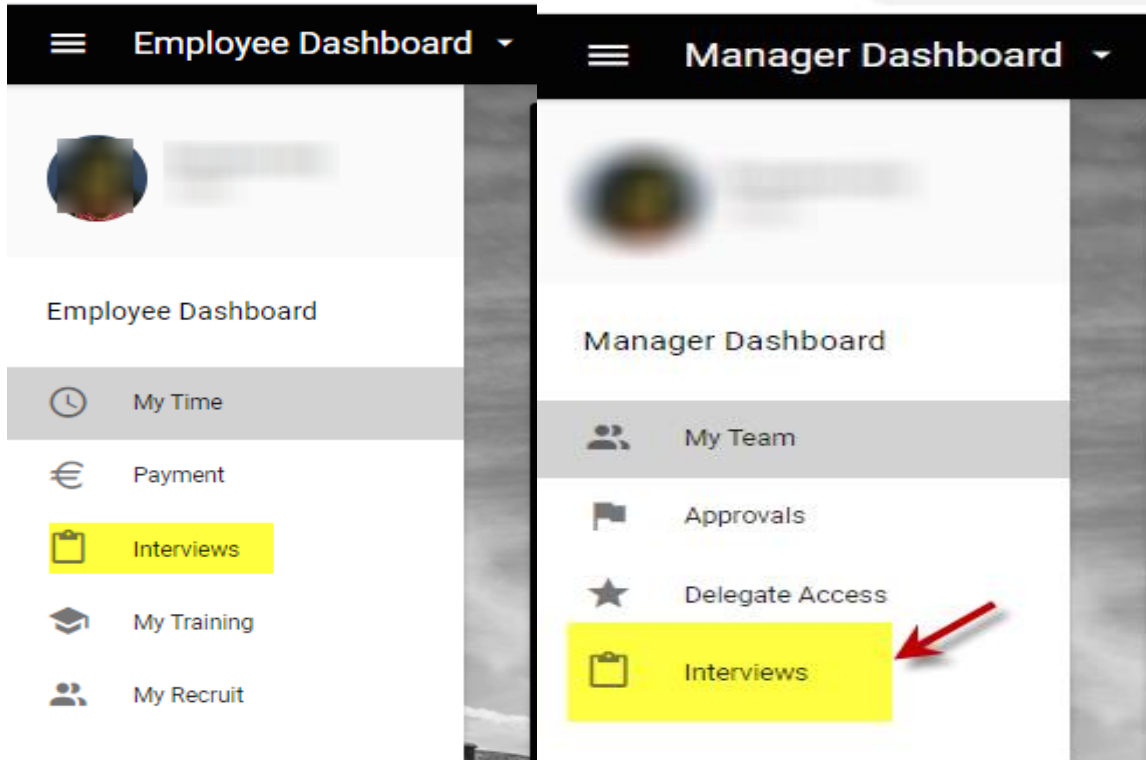 Employee Dashboard
Employee Dashboard
My Time
Payment
Interviews
My Training
My Recruit
Manager Dashboard
Manager Dashboard
My Team
Approvals
Delegate Access
Interviews